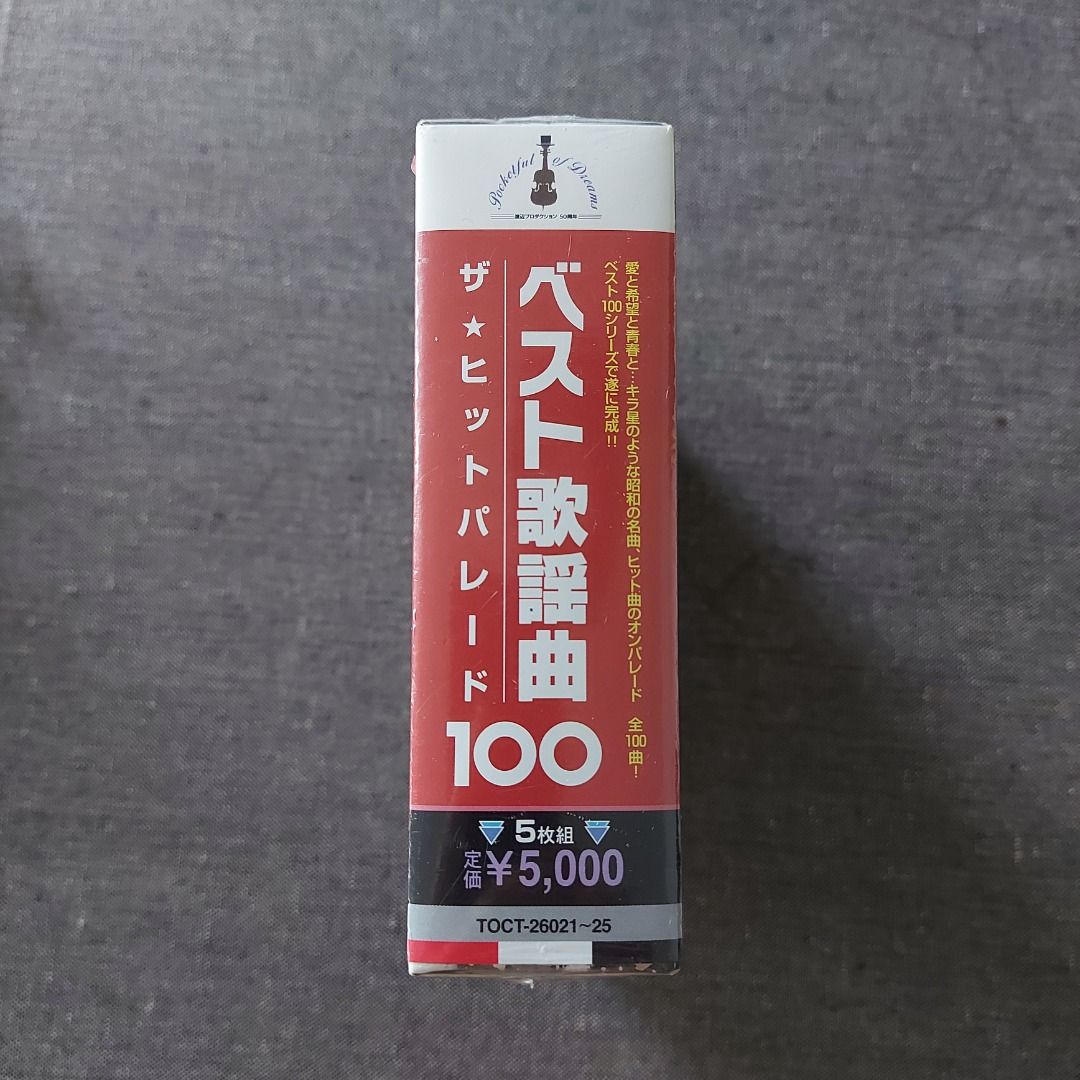 Pocketful of Dreams
渡辺プロダクション 50周年
愛と希望と青春と…キラ星のような昭和の名曲、ヒット曲のオンパレード 全100曲!
ベスト100シリーズで遂に完成!!
ベスト歌謡曲
ザ★ヒットパレード
100
5枚組
定価¥5,000
TOCT-26021~25